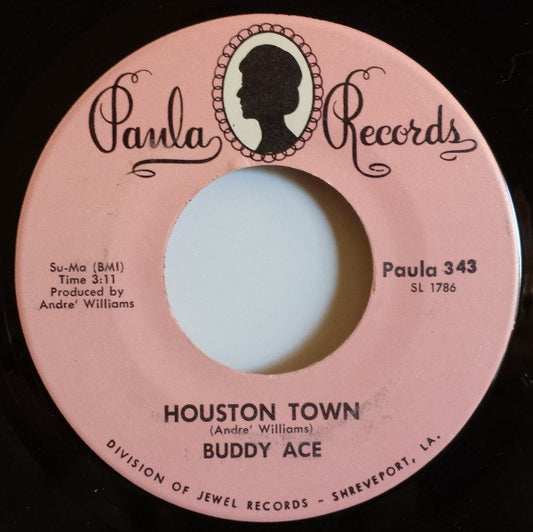 Paula Records
Su-Ma (BMI)
Time 3:11
Produced by
Andre' Williams
Paula 343
SL 1786
HOUSTON TOWN
(Andre' Williams)
BUDDY ACE
DIVISION OF JEWEL RECORDS - SHREVEPORT, LA.